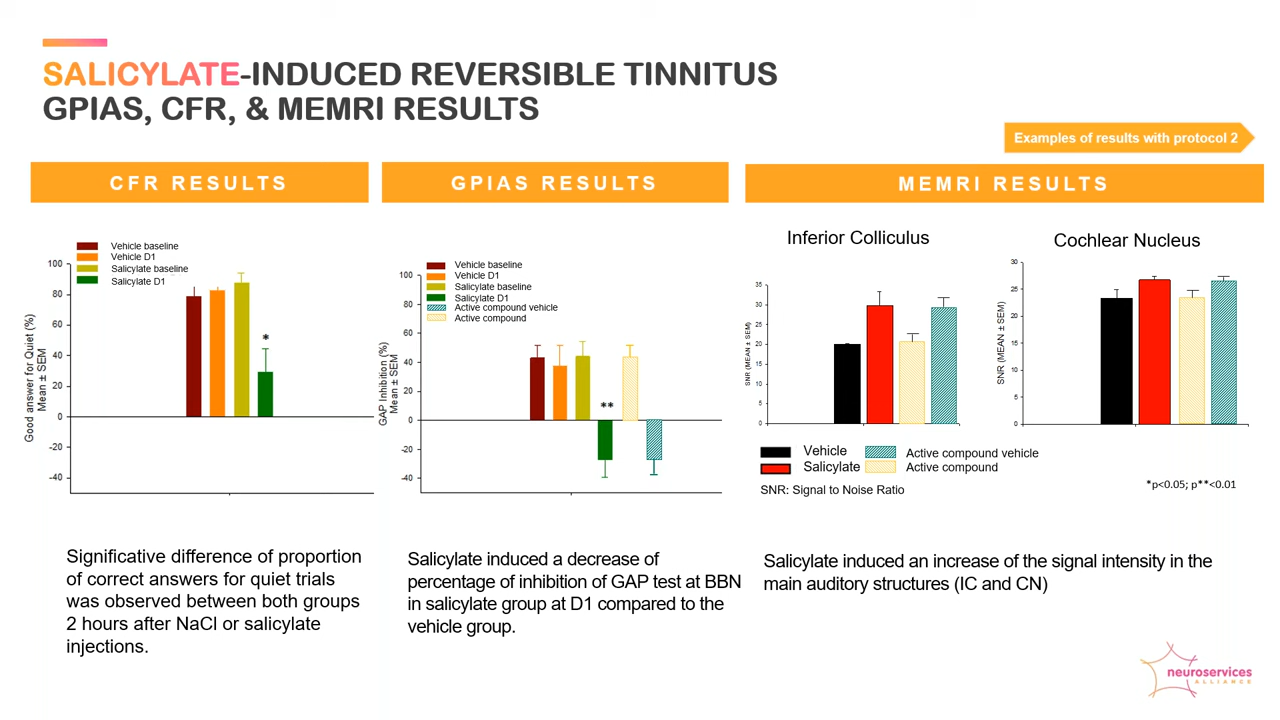 SALICYLATE-INDUCED REVERSIBLE TINNITUS
GPIAS, CFR, & MEMRI RESULTS
Examples of results with protocol 2
CFR RESULTS
Vehicle baseline
Vehicle D1
Salicylate baseline
Salicylate D1
Good answer for Quiet (%)
Mean ± SEM
100
80
60
40
20
0
-20
-40
*
Significative difference of proportion
of correct answers for quiet trials
was observed between both groups
2 hours after NaCl or salicylate
injections.
GPIAS RESULTS
Vehicle baseline
Vehicle D1
Salicylate baseline
Salicylate D1
Active compound vehicle
Active compound
GAP Inhibition (%)
Mean ± SEM
100
80
60
40
20
0
-20
-40
**
Salicylate induced a decrease of
percentage of inhibition of GAP test at BBN
in salicylate group at D1 compared to the
vehicle group.
MEMRI RESULTS
Inferior Colliculus
SNR (MEAN ± SEM)
35
30
25
20
15
10
5
0
Cochlear Nucleus
SNR (MEAN ± SEM)
30
25
20
15
10
5
0
Vehicle
Salicylate
Active compound vehicle
Active compound
SNR: Signal to Noise Ratio
*p<0.05; p**<0.01
Salicylate induced an increase of the signal intensity in the
main auditory structures (IC and CN)
neuroservices
ALLIANCE